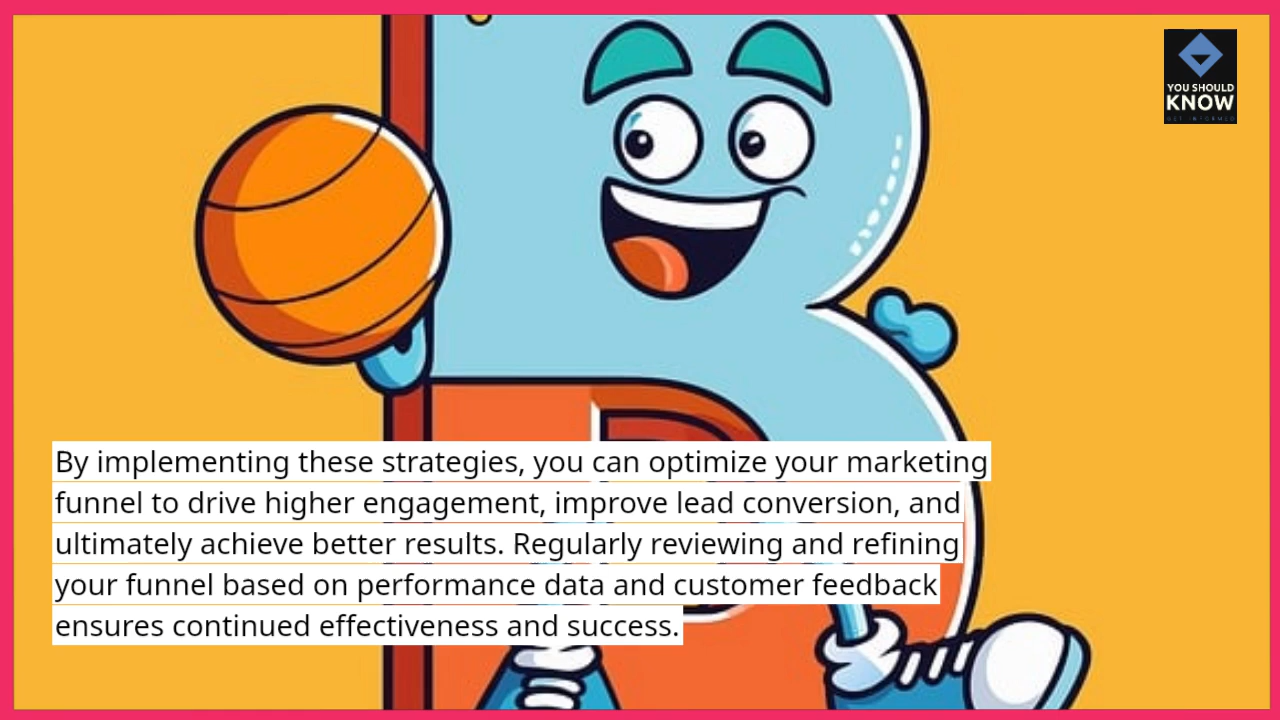 YOU SHOULD
KNOW
GET INFORMED
By implementing these strategies, you can optimize your marketing
funnel to drive higher engagement, improve lead conversion, and
ultimately achieve better results. Regularly reviewing and refining
your funnel based on performance data and customer feedback
ensures continued effectiveness and success.